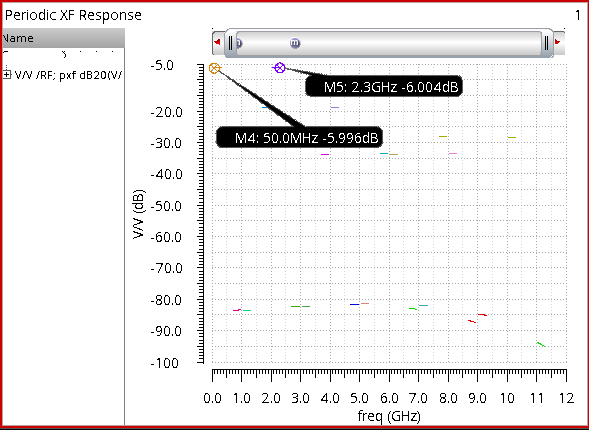 Periodic XF Response
1
Name
V/V /RF; pxf dB20(V/
m
M5: 2.3GHz -6.004dB
M4: 50.0MHz -5.996dB
V/V (dB)
-5.0
-20.0
-30.0
-40.0
-50.0
-60.0
-70.0
-80.0
-90.0
-100
0.0 1.0 2.0 3.0 4.0 5.0 6.0 7.0 8.0 9.0 10 11 12
freq (GHz)